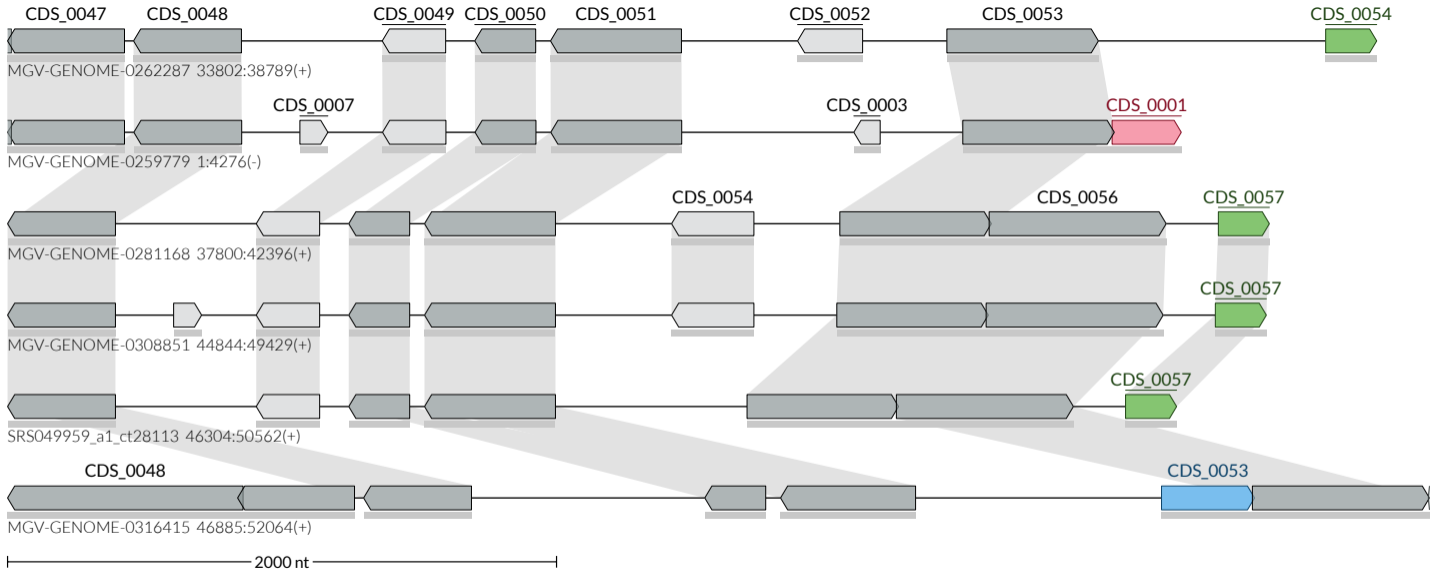 CDS_0047 CDS_0048 CDS_0049 CDS_0050 CDS_0051 CDS_0052 CDS_0053 CDS_0054
MGV-GENOME-0262287 33802:38789(+)
CDS_0007 CDS_0003 CDS_0001
MGV-GENOME-0259779 1:4276(-)
CDS_0054 CDS_0056 CDS_0057
MGV-GENOME-0281168 37800:42396(+)
CDS_0057
MGV-GENOME-0308851 44844:49429(+)
CDS_0057
SRS049959_a1_ct28113 46304:50562(+)
CDS_0048 CDS_0053
MGV-GENOME-0316415 46885:52064(+)
2000 nt